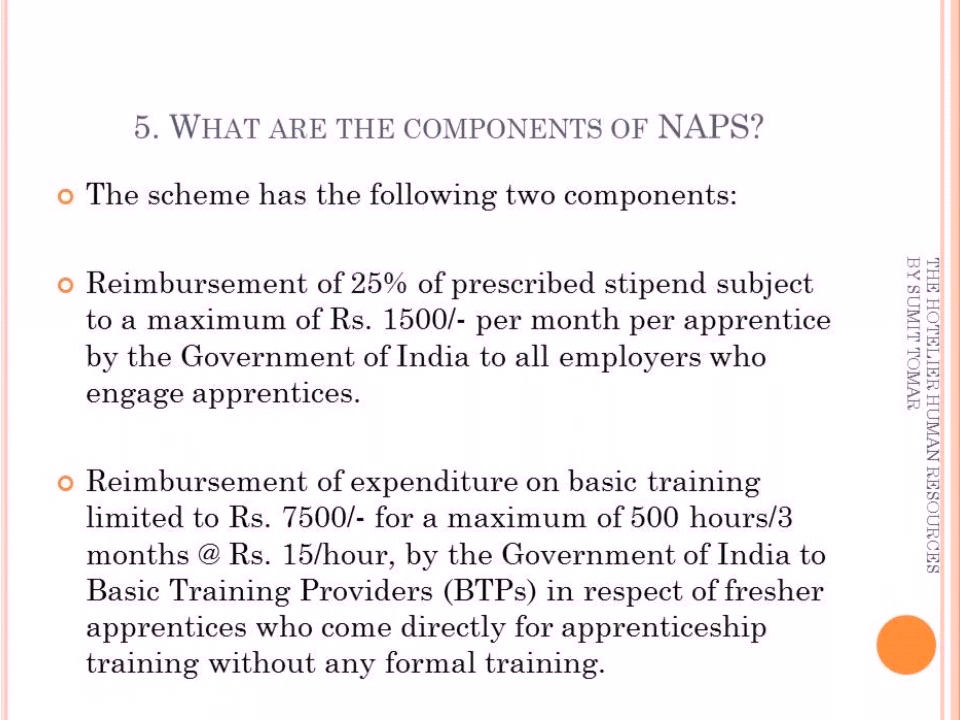 5. WHAT ARE THE COMPONENTS OF NAPS?
The scheme has the following two components:
Reimbursement of 25% of prescribed stipend subject
to a maximum of Rs. 1500/- per month per apprentice
by the Government of India to all employers who
engage apprentices.
Reimbursement of expenditure on basic training
limited to Rs. 7500/- for a maximum of 500 hours/3
months @ Rs. 15/hour, by the Government of India to
Basic Training Providers (BTPs) in respect of fresher
apprentices who come directly for apprenticeship
training without any formal training.
THE HOTELIER HUMAN RESOURCES
BY SUMIT TOMAR